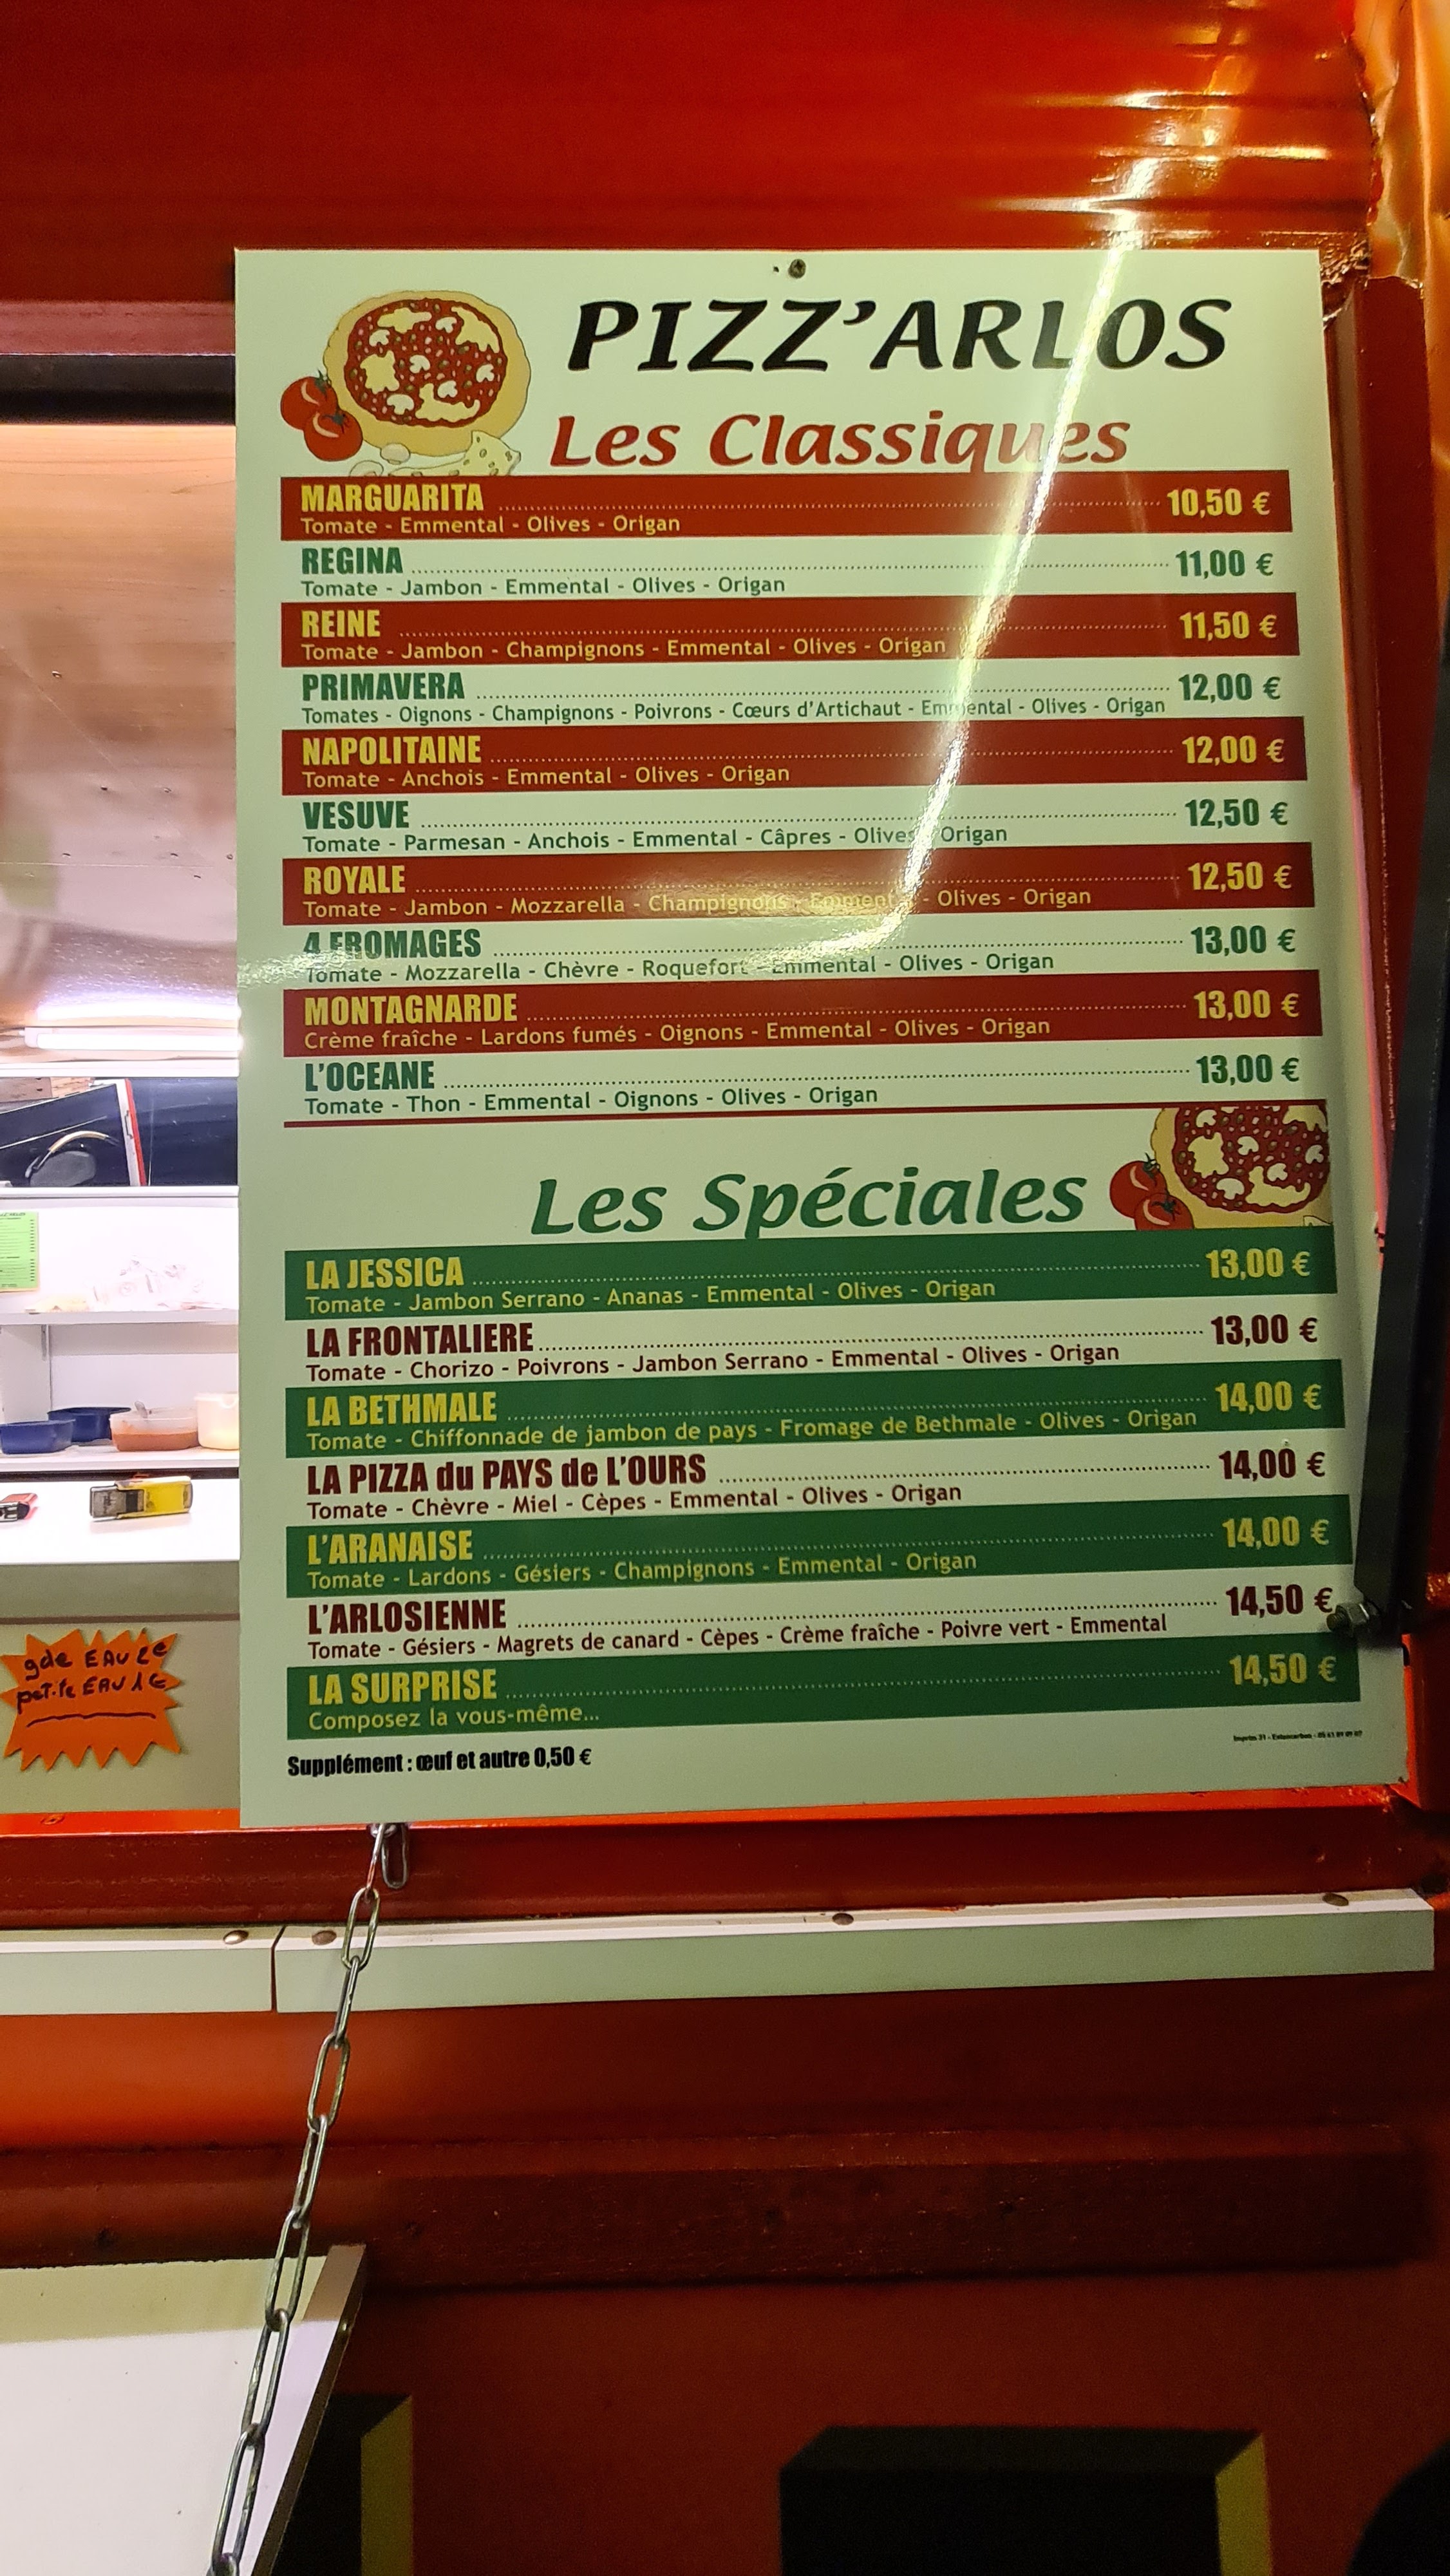 PIZZ'ARLOS
Les Classiques
MARGUARITA 10,50 €
Tomate - Emmental - Olives - Origan
REGINA 11,00 €
Tomate - Jambon - Emmental - Olives - Origan
REINE 11,50 €
Tomate - Jambon - Champignons - Emmental - Olives - Origan
PRIMAVERA 12,00 €
Tomates - Oignons - Champignons - Poivrons - Cœurs d'Artichaut - Emmental - Olives - Origan
NAPOLITAINE 12,00 €
Tomate - Anchois - Emmental - Olives - Origan
VESUVE 12,50 €
Tomate - Parmesan - Anchois - Emmental - Câpres - Olives - Origan
ROYALE 12,50 €
Tomate - Jambon - Mozzarella - Champignons - Emmental - Olives - Origan
4 FROMAGES 13,00 €
Tomate - Mozzarella - Chèvre - Roquefort - Emmental - Olives - Origan
MONTAGNARDE 13,00 €
Crème fraîche - Lardons fumés - Oignons - Emmental - Olives - Origan
L'OCEANE 13,00 €
Tomate - Thon - Emmental - Oignons - Olives - Origan
Les Spéciales
LA JESSICA 13,00 €
Tomate - Jambon Serrano - Ananas - Emmental - Olives - Origan
LA FRONTALIERE 13,00 €
Tomate - Chorizo - Poivrons - Jambon Serrano - Emmental - Olives - Origan
LA BETHMALE 14,00 €
Tomate - Chiffonnade de jambon de pays - Fromage de Bethmale - Olives - Origan
LA PIZZA du PAYS de L'OURS 14,00 €
Tomate - Chèvre - Miel - Cèpes - Emmental - Olives - Origan
L'ARANAISE 14,00 €
Tomate - Lardons - Gésiers - Champignons - Emmental - Origan
L'ARLOSIENNE 14,50 €
Tomate - Gésiers - Magrets de canard - Cèpes - Crème fraîche - Poivre vert - Emmental
LA SURPRISE 14,50 €
Composez la vous-même...
Supplément : œuf et autre 0,50 €
gde EAU 2€
petite EAU 1€